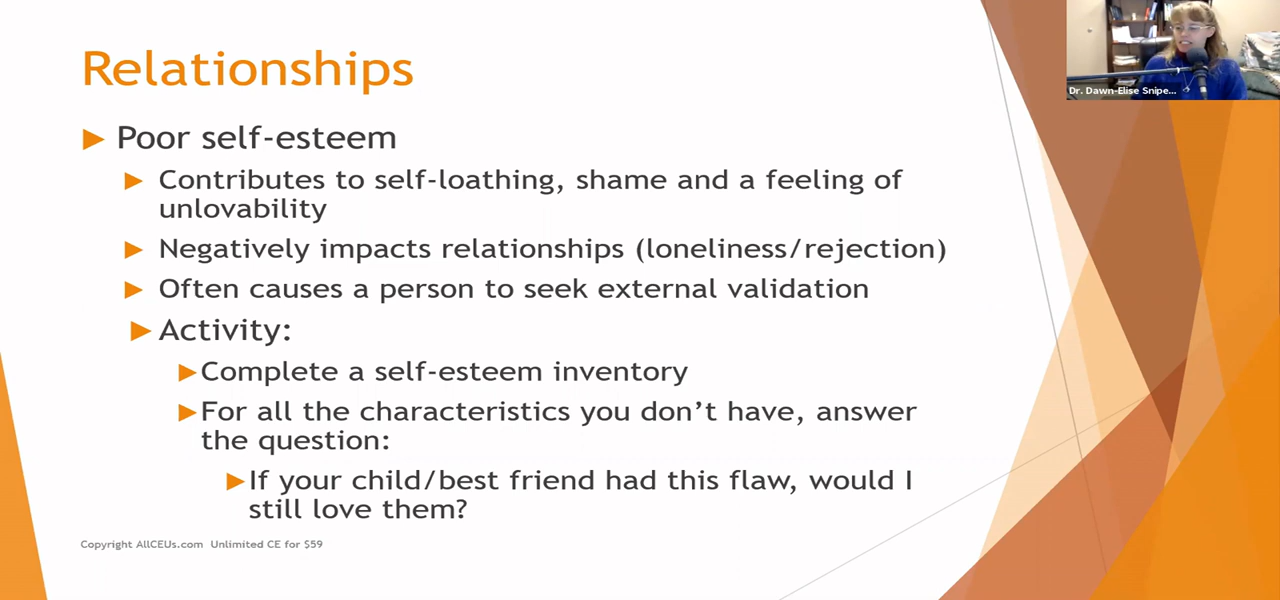 Relationships
Dr. Dawn-Elise Snipe...
Poor self-esteem
Contributes to self-loathing, shame and a feeling of
unlovability
Negatively impacts relationships (loneliness/rejection)
Often causes a person to seek external validation
Activity:
Complete a self-esteem inventory
For all the characteristics you don’t have, answer
the question:
If your child/best friend had this flaw, would I
still love them?
Copyright AllCEUs.com Unlimited CE for $59